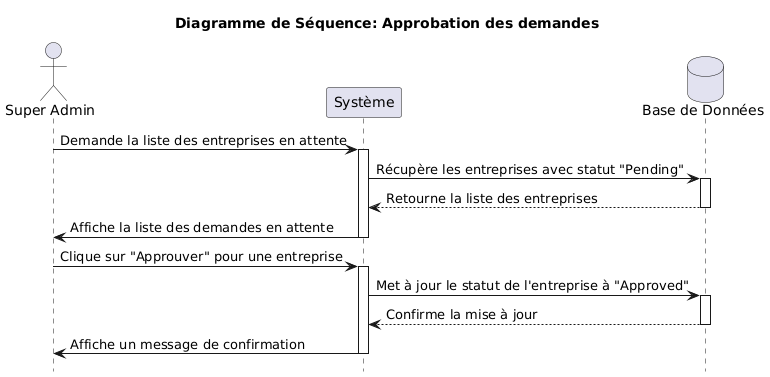 Diagramme de Séquence: Approbation des demandes
Super Admin
Système
Base de Données
Demande la liste des entreprises en attente
Récupère les entreprises avec statut "Pending"
Retourne la liste des entreprises
Affiche la liste des demandes en attente
Clique sur "Approuver" pour une entreprise
Met à jour le statut de l'entreprise à "Approved"
Confirme la mise à jour
Affiche un message de confirmation